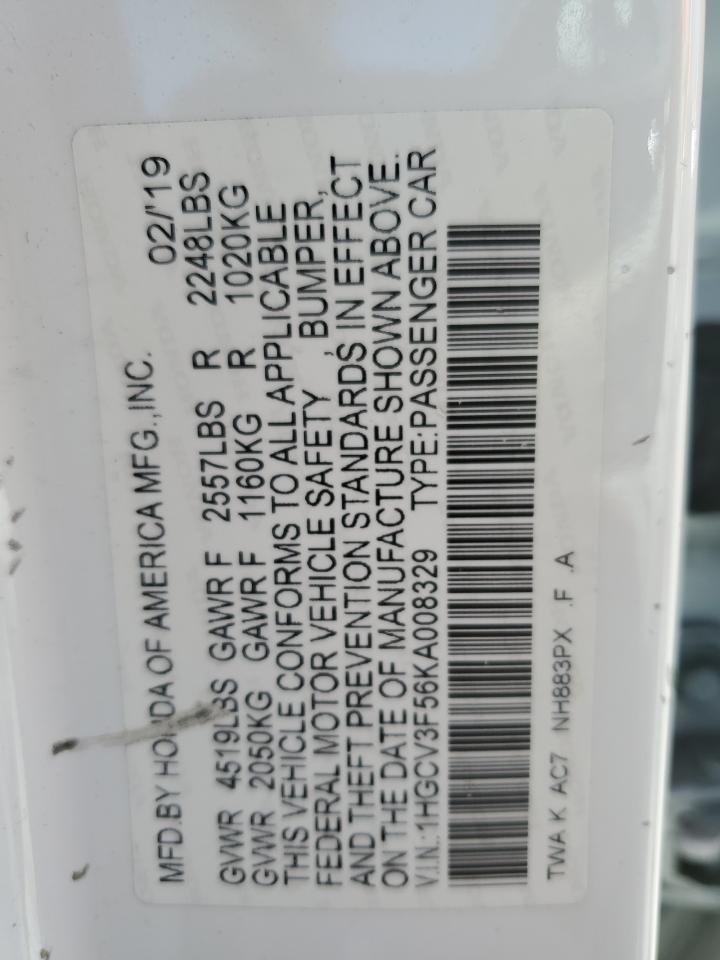 MFD.BY HONDA OF AMERICA MFG.,INC. 02/'19
GVWR 4519LBS GAWR F 2557LBS R 2248LBS
GVWR 2050KG GAWR F 1160KG R 1020KG
THIS VEHICLE CONFORMS TO ALL APPLICABLE
FEDERAL MOTOR VEHICLE SAFETY , BUMPER,
AND THEFT PREVENTION STANDARDS IN EFFECT
ON THE DATE OF MANUFACTURE SHOWN ABOVE.
V.I.N.:1HGCV3F56KA008329 TYPE:PASSENGER CAR
TWA K AC7 NH883PX .F .A